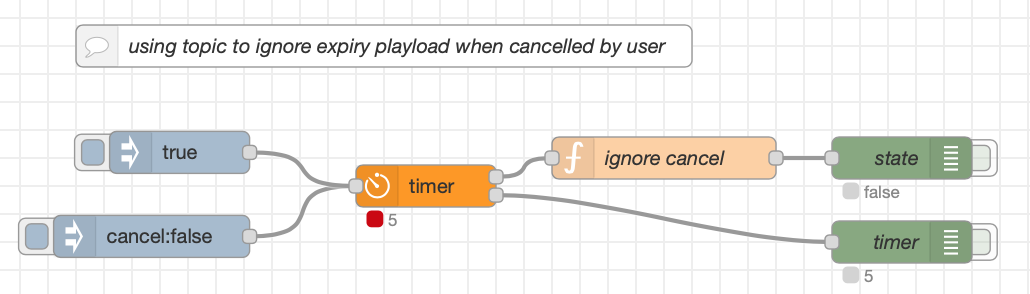 using topic to ignore expiry playload when cancelled by user
true
ignore cancel
state
timer
false
5
cancel:false
timer
5